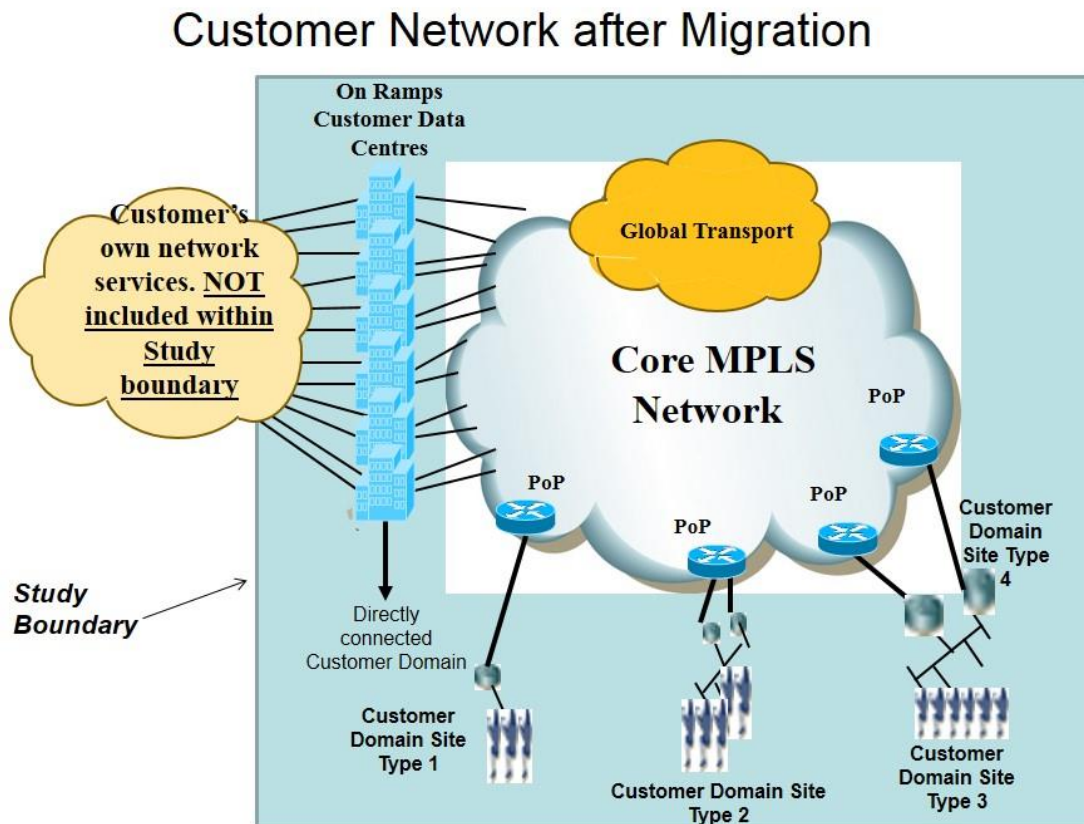 Customer Network after Migration
On Ramps
Customer Data
Centres
Customer's
own network
services. NOT
included within
Study
boundary
Global Transport
Core MPLS
Network
PoP
PoP
PoP
PoP
Customer
Domain
Site Type
4
Study
Boundary
Directly
connected
Customer Domain
Customer
Domain Site
Type 1
Customer Domain Site
Type 2
Customer
Domain Site
Type 3